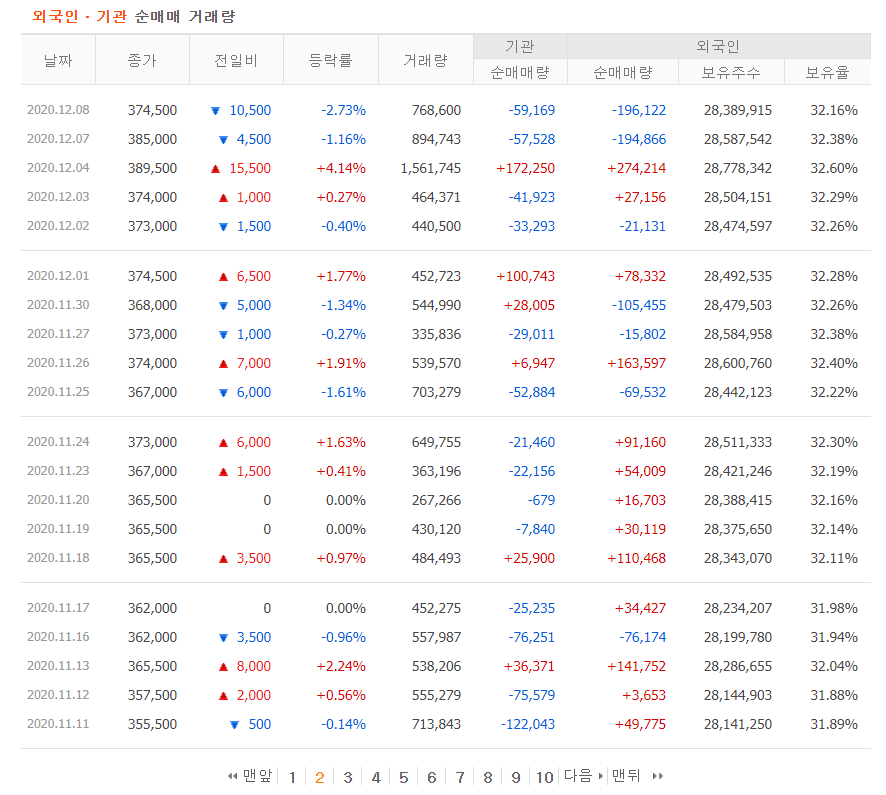 외국인 · 기관 순매매 거래량
날짜 종가 전일비 등락률 거래량 기관 외국인
순매매량 순매매량 보유주수 보유율
2020.12.08 374,500 ▼ 10,500 -2.73% 768,600 -59,169 -196,122 28,389,915 32.16%
2020.12.07 385,000 ▼ 4,500 -1.16% 894,743 -57,528 -194,866 28,587,542 32.38%
2020.12.04 389,500 ▲ 15,500 +4.14% 1,561,745 +172,250 +274,214 28,778,342 32.60%
2020.12.03 374,000 ▲ 1,000 +0.27% 464,371 -41,923 +27,156 28,504,151 32.29%
2020.12.02 373,000 ▼ 1,500 -0.40% 440,500 -33,293 -21,131 28,474,597 32.26%
2020.12.01 374,500 ▲ 6,500 +1.77% 452,723 +100,743 +78,332 28,492,535 32.28%
2020.11.30 368,000 ▼ 5,000 -1.34% 544,990 +28,005 -105,455 28,479,503 32.26%
2020.11.27 373,000 ▼ 1,000 -0.27% 335,836 -29,011 -15,802 28,584,958 32.38%
2020.11.26 374,000 ▲ 7,000 +1.91% 539,570 +6,947 +163,597 28,600,760 32.40%
2020.11.25 367,000 ▼ 6,000 -1.61% 703,279 -52,884 -69,532 28,442,123 32.22%
2020.11.24 373,000 ▲ 6,000 +1.63% 649,755 -21,460 +91,160 28,511,333 32.30%
2020.11.23 367,000 ▲ 1,500 +0.41% 363,196 -22,156 +54,009 28,421,246 32.19%
2020.11.20 365,500 0 0.00% 267,266 -679 +16,703 28,388,415 32.16%
2020.11.19 365,500 0 0.00% 430,120 -7,840 +30,119 28,375,650 32.14%
2020.11.18 365,500 ▲ 3,500 +0.97% 484,493 +25,900 +110,468 28,343,070 32.11%
2020.11.17 362,000 0 0.00% 452,275 -25,235 +34,427 28,234,207 31.98%
2020.11.16 362,000 ▼ 3,500 -0.96% 557,987 -76,251 -76,174 28,199,780 31.94%
2020.11.13 365,500 ▲ 8,000 +2.24% 538,206 +36,371 +141,752 28,286,655 32.04%
2020.11.12 357,500 ▲ 2,000 +0.56% 555,279 -75,579 +3,653 28,144,903 31.88%
2020.11.11 355,500 ▼ 500 -0.14% 713,843 -122,043 +49,775 28,141,250 31.89%
맨앞 1 2 3 4 5 6 7 8 9 10 다음 맨뒤